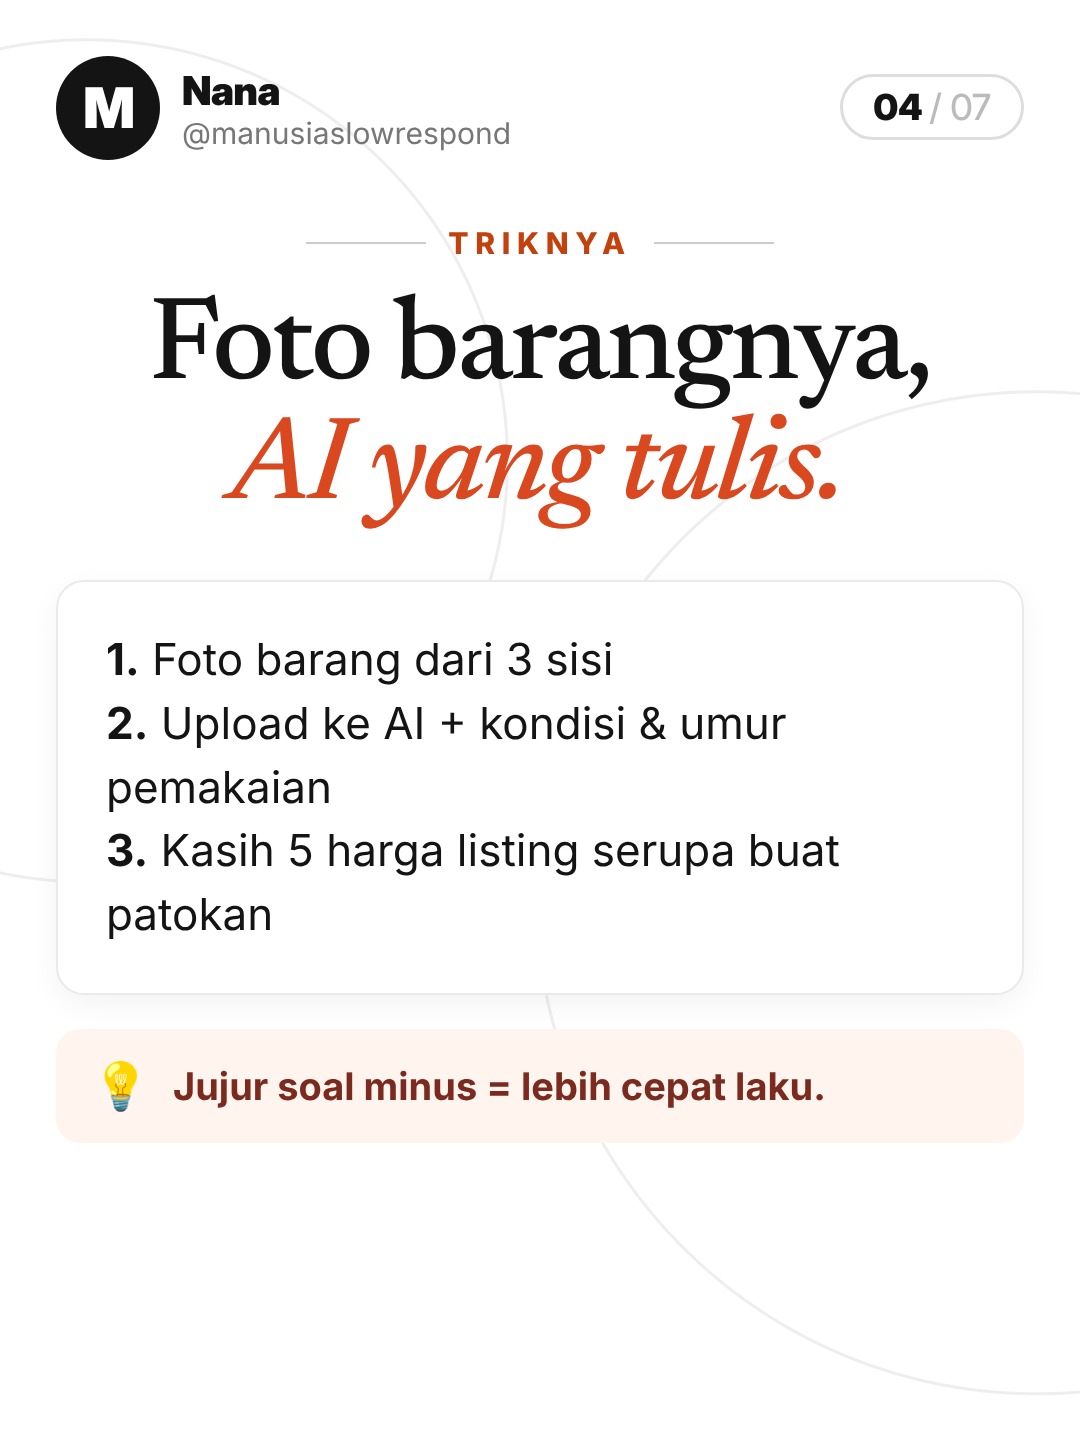 M
Nana
@manusiaslowrespond
04 / 07
TRIKNYA
Foto barangnya,
AI yang tulis.
1. Foto barang dari 3 sisi
2. Upload ke AI + kondisi & umur
pemakaian
3. Kasih 5 harga listing serupa buat
patokan
💡 Jujur soal minus = lebih cepat laku.